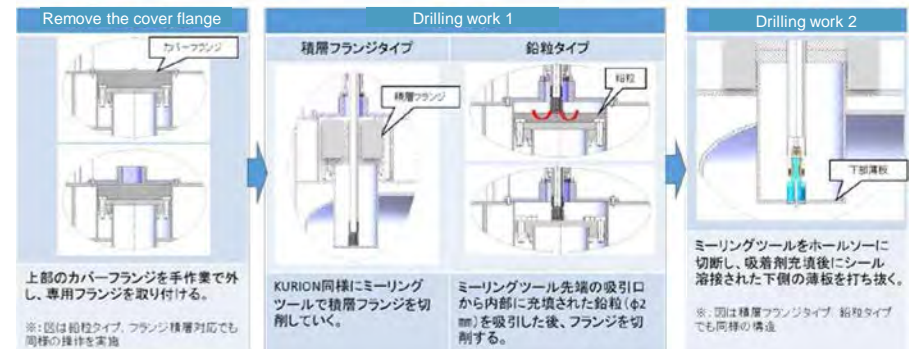 Remove the cover flange
カバーフランジ
上部のカバーフランジを手作業で外
し、専用フランジを取り付ける。
※:図は鉛粒タイプ、フランジ積層対応でも
同様の操作を実施
Drilling work 1
積層フランジタイプ
積層フランジ
KURION同様にミーリング
ツールで積層フランジを切
削していく。
鉛粒タイプ
鉛粒
ミーリングツール先端の吸引口
から内部に充填された鉛粒(φ2
mm)を吸引した後、フランジを切
削する。
Drilling work 2
下部薄板
ミーリングツールをホールソーに
切断し、吸着剤充填後にシール
溶接された下側の薄板を打ち抜く。
※:図は積層フランジタイプ 鉛粒タイプ
でも同様の構造